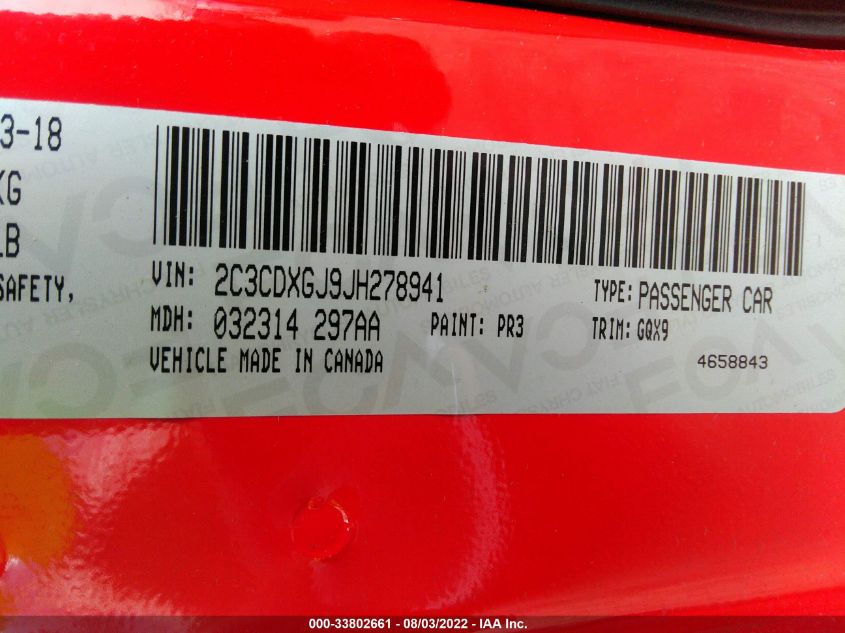 3-18
KG
LB
SAFETY,
VIN: 2C3CDXGJ9JH278941 TYPE: PASSENGER CAR
MDH: 032314 297AA PAINT: PR3 TRIM: GQX9
VEHICLE MADE IN CANADA 4658843
000-33802661 - 08/03/2022 - IAA Inc.